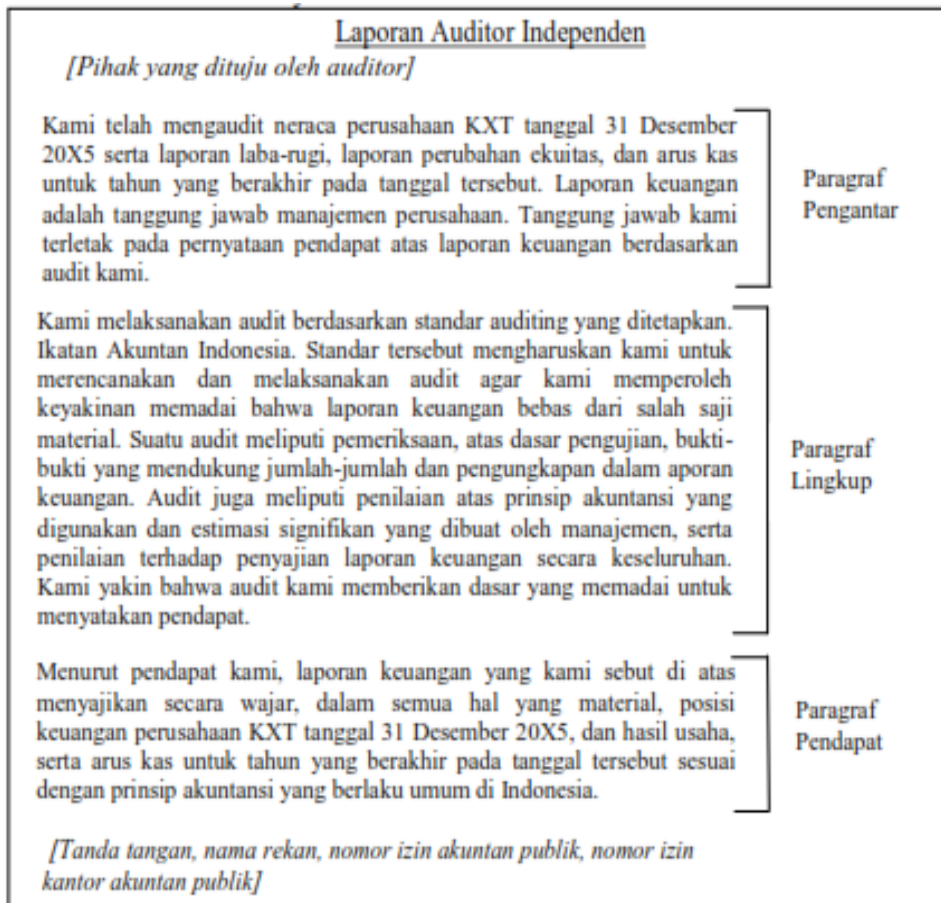 Laporan Auditor Independen
[Pihak yang dituju oleh auditor]
Kami telah mengaudit neraca perusahaan KXT tanggal 31 Desember
20X5 serta laporan laba-rugi, laporan perubahan ekuitas, dan arus kas
untuk tahun yang berakhir pada tanggal tersebut. Laporan keuangan
adalah tanggung jawab manajemen perusahaan. Tanggung jawab kami
terletak pada pernyataan pendapat atas laporan keuangan berdasarkan
audit kami.
Paragraf
Pengantar
Kami melaksanakan audit berdasarkan standar auditing yang ditetapkan.
Ikatan Akuntan Indonesia. Standar tersebut mengharuskan kami untuk
merencanakan dan melaksanakan audit agar kami memperoleh
keyakinan memadai bahwa laporan keuangan bebas dari salah saji
material. Suatu audit meliputi pemeriksaan, atas dasar pengujian, bukti-
bukti yang mendukung jumlah-jumlah dan pengungkapan dalam aporan
keuangan. Audit juga meliputi penilaian atas prinsip akuntansi yang
digunakan dan estimasi signifikan yang dibuat oleh manajemen, serta
penilaian terhadap penyajian laporan keuangan secara keseluruhan.
Kami yakin bahwa audit kami memberikan dasar yang memadai untuk
menyatakan pendapat.
Paragraf
Lingkup
Menurut pendapat kami, laporan keuangan yang kami sebut di atas
menyajikan secara wajar, dalam semua hal yang material, posisi
keuangan perusahaan KXT tanggal 31 Desember 20X5, dan hasil usaha,
serta arus kas untuk tahun yang berakhir pada tanggal tersebut sesuai
dengan prinsip akuntansi yang berlaku umum di Indonesia.
Paragraf
Pendapat
[Tanda tangan, nama rekan, nomor izin akuntan publik, nomor izin
kantor akuntan publik]